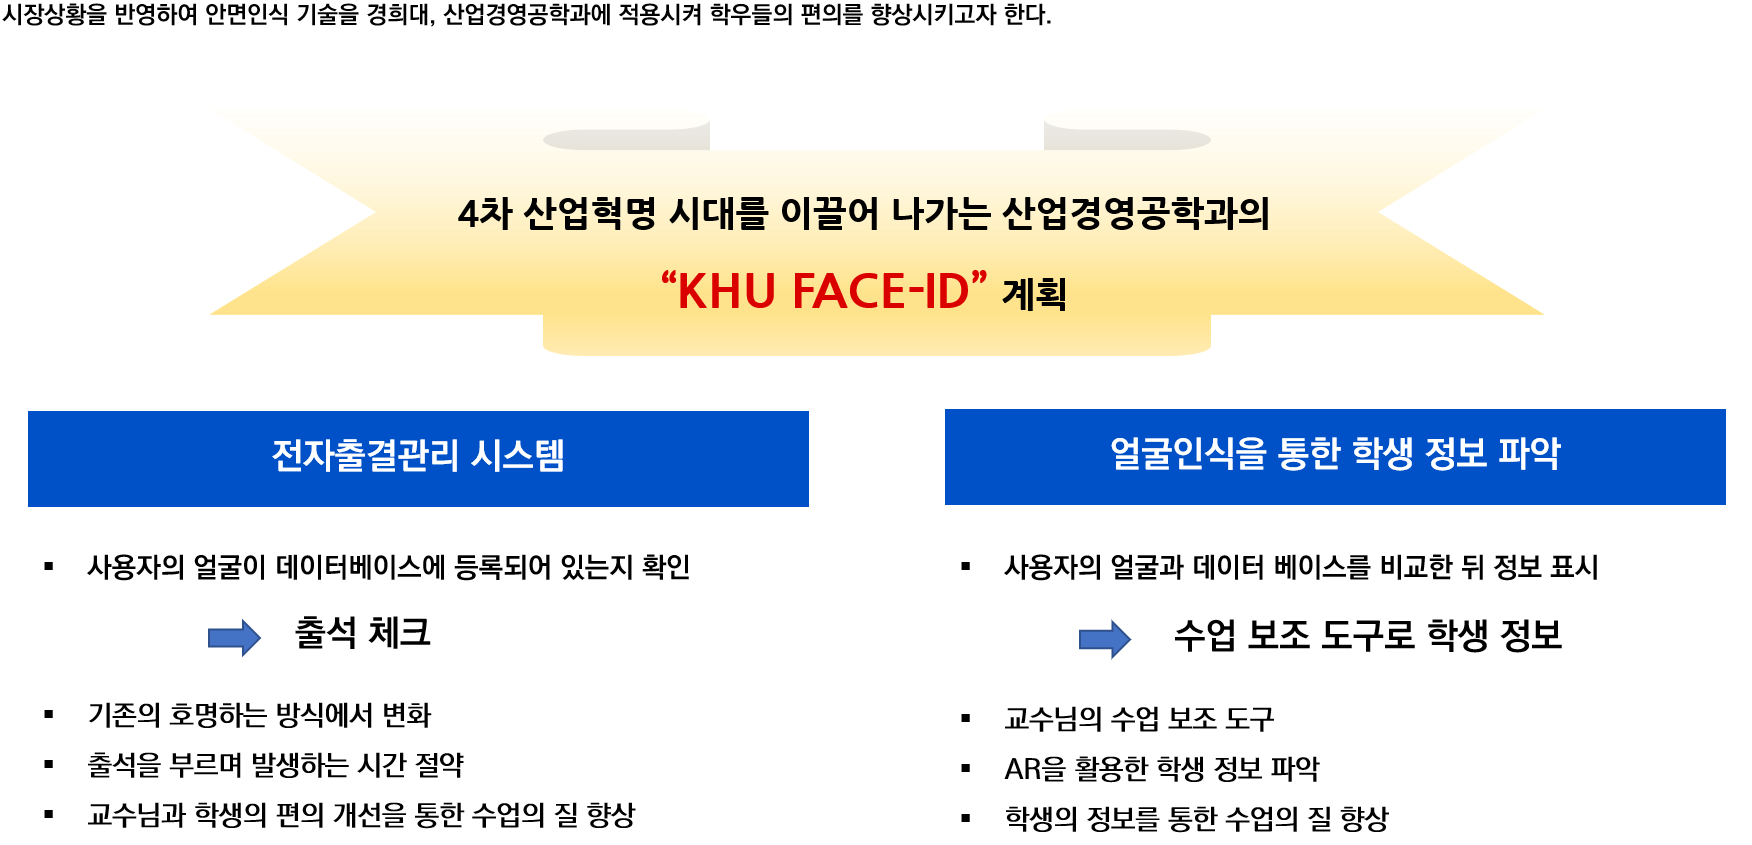 시장상황을 반영하여 안면인식 기술을 경희대, 산업경영공학과에 적용시켜 학우들의 편의를 향상시키고자 한다.
4차 산업혁명 시대를 이끌어 나가는 산업경영공학과의
“KHU FACE-ID” 계획
전자출결관리 시스템
▪ 사용자의 얼굴이 데이터베이스에 등록되어 있는지 확인
출석 체크
▪ 기존의 호명하는 방식에서 변화
▪ 출석을 부르며 발생하는 시간 절약
▪ 교수님과 학생의 편의 개선을 통한 수업의 질 향상
얼굴인식을 통한 학생 정보 파악
▪ 사용자의 얼굴과 데이터 베이스를 비교한 뒤 정보 표시
수업 보조 도구로 학생 정보
▪ 교수님의 수업 보조 도구
▪ AR을 활용한 학생 정보 파악
▪ 학생의 정보를 통한 수업의 질 향상